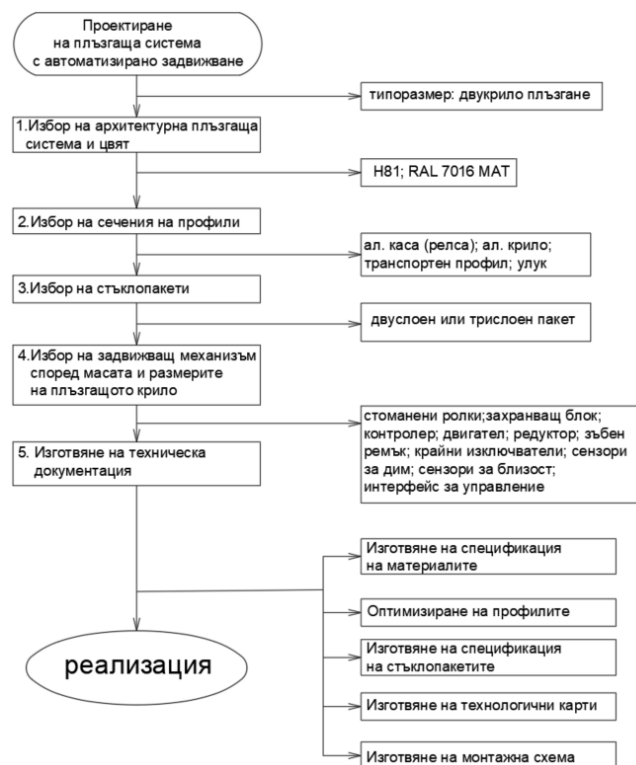 Проектиране
на плъзгаща система
с автоматизирано задвижване
типоразмер: двукрило плъзгане
1.Избор на архитектурна плъзгаща
система и цвят
H81; RAL 7016 MAT
2.Избор на сечения на профили
ал. каса (релса); ал. крило;
транспортен профил; улук
3.Избор на стъклопакети
двуслоен или трислоен пакет
4.Избор на задвижващ механизъм
според масата и размерите
на плъзгащото крило
стоманени ролки;захранващ блок;
контролер; двигател; редуктор; зъбен
ремък; крайни изключватели; сензори
за дим; сензори за близост;
интерфейс за управление
5. Изготвяне на техническа
документация
Изготвяне на спецификация
на материалите
Оптимизиране на профилите
реализация
Изготвяне на спецификация
на стъклопакетите
Изготвяне на технологични карти
Изготвяне на монтажна схема